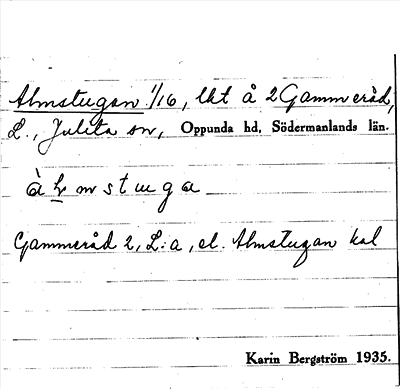 Almstugan 1/16, lht å 2 Gammeråd,
L., Julita sn, Oppunda hd, Södermanlands län.
àlmstuga
Gammeråd 2, L:a, el. Almstugan kal
Karin Bergström 1935.